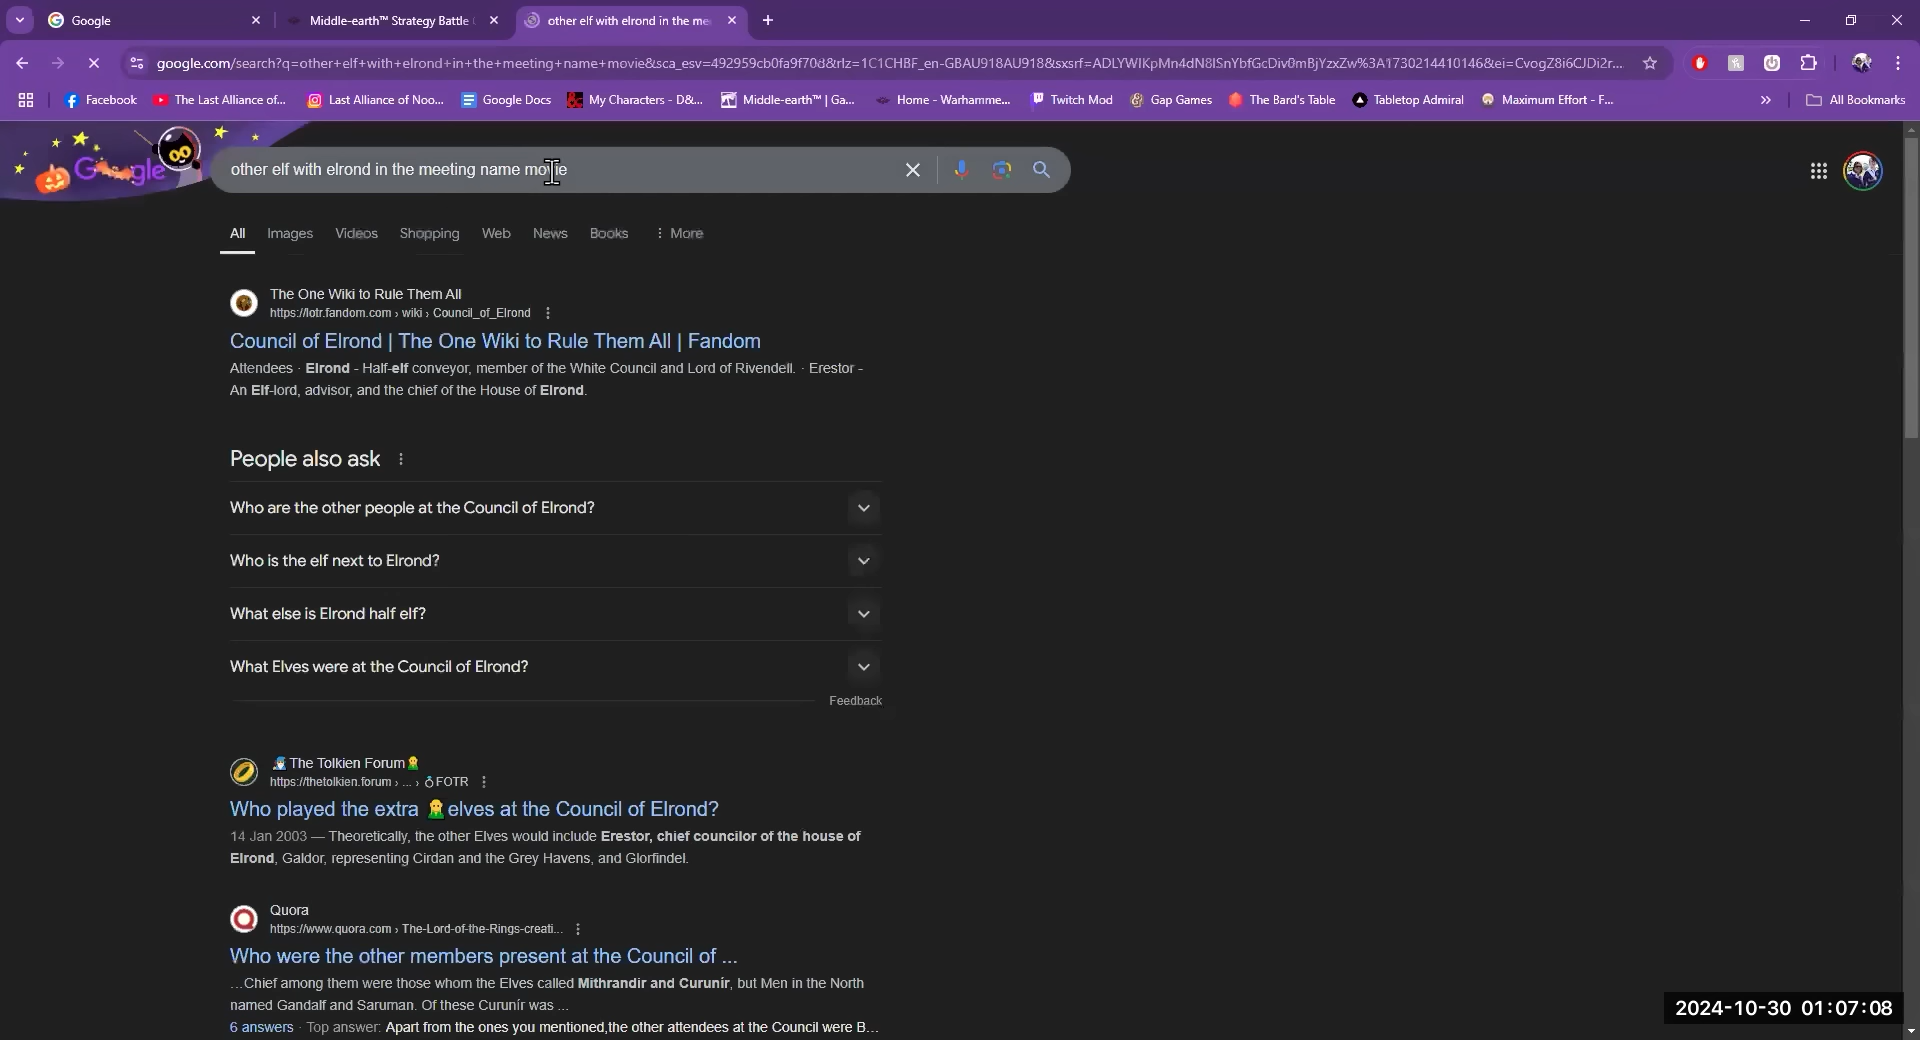 Google
Middle-earth™ Strategy Battle
other elf with elrond in the me
google.com/search?q=other+elf+with+elrond+in+the+meeting+name+movie&sca_esv=492959cb0fa9f70d&rlz=1C1CHBF_en-GBAU918AU918&sxsrf=ADLYWIKpMn4dN8ISnYbfGcDiv0mBjYzxZw%3A1730214410146&ei=CvogZ8i6CJDi2r...
Facebook
The Last Alliance of...
Last Alliance of Noo...
Google Docs
My Characters - D&...
Middle-earth™ | Ga...
Home - Warhamme...
Twitch Mod
Gap Games
The Bard's Table
Tabletop Admiral
Maximum Effort - F...
All Bookmarks
Google
other elf with elrond in the meeting name movie
All
Images
Videos
Shopping
Web
News
Books
More
The One Wiki to Rule Them All
https://lotr.fandom.com › wiki › Council_of_Elrond
Council of Elrond | The One Wiki to Rule Them All | Fandom
Attendees · Elrond - Half-elf conveyor, member of the White Council and Lord of Rivendell. · Erestor -
An Elf-lord, advisor, and the chief of the House of Elrond.
People also ask
Who are the other people at the Council of Elrond?
Who is the elf next to Elrond?
What else is Elrond half elf?
What Elves were at the Council of Elrond?
Feedback
The Tolkien Forum
https://thetolkien.forum › ... › FOTR
Who played the extra elves at the Council of Elrond?
14 Jan 2003 — Theoretically, the other Elves would include Erestor, chief councilor of the house of
Elrond, Galdor, representing Cirdan and the Grey Havens, and Glorfindel.
Quora
https://www.quora.com › The-Lord-of-the-Rings-creati...
Who were the other members present at the Council of ...
...Chief among them were those whom the Elves called Mithrandir and Curunír, but Men in the North
named Gandalf and Saruman. Of these Curunír was ...
6 answers · Top answer: Apart from the ones you mentioned,the other attendees at the Council were B...
2024-10-30 01:07:08